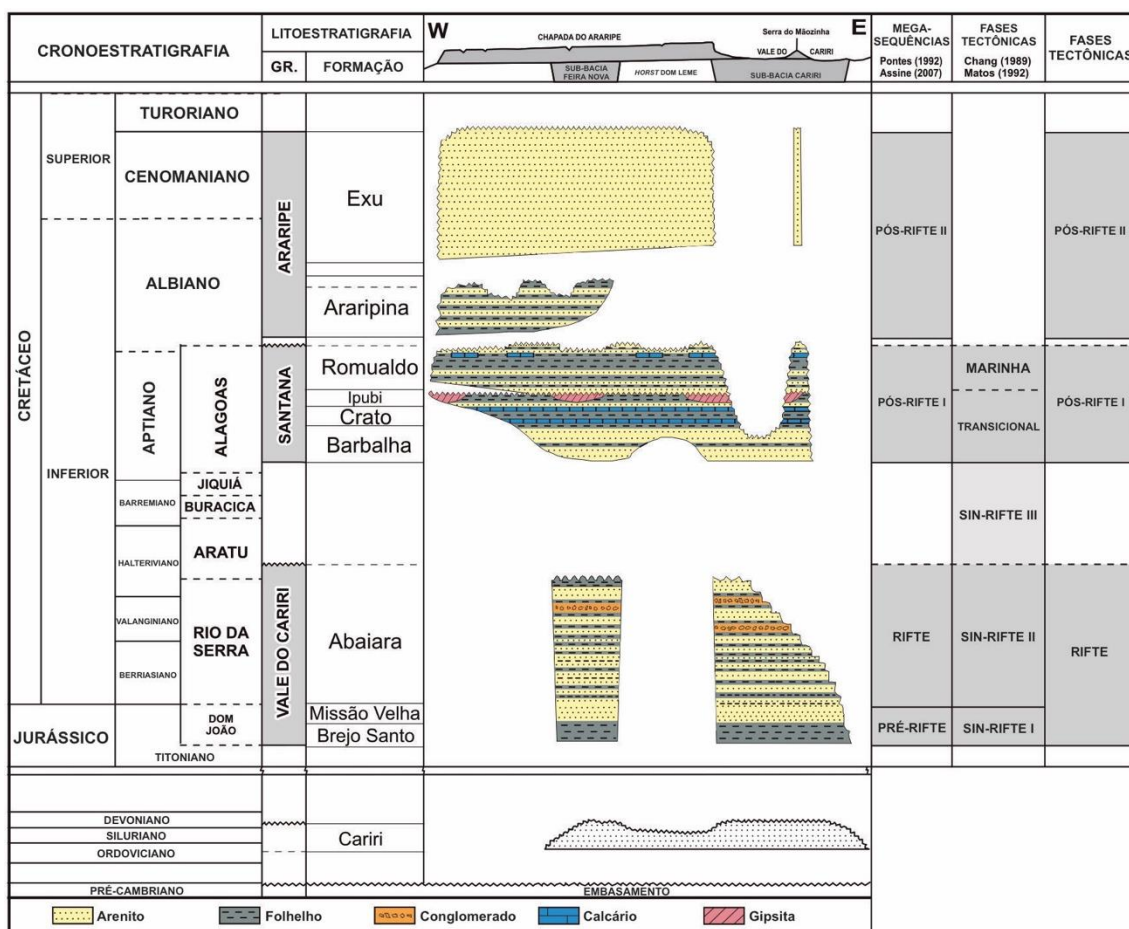 CRONOESTRATIGRAFIA
LITOESTRATIGRAFIA
GR.
FORMAÇÃO
W
E
CHAPADA DO ARARIPE
Serra do Mãozinha
VALE DO CARIRI
SUB-BACIA FEIRA NOVA
HORST DOM LEME
SUB-BACIA CARIRI
MEGA-
SEQUÊNCIAS
Pontes (1992)
Assine (2007)
FASES
TECTÔNICAS
Chang (1989)
Matos (1992)
FASES
TECTÔNICAS
CRETÁCEO
SUPERIOR
TURORIANO
CENOMANIANO
ARARIPE
Exu
PÓS-RIFTE II
PÓS-RIFTE II
INFERIOR
ALBIANO
Araripina
APTIANO
ALAGOAS
SANTANA
Romualdo
Ipubi
Crato
Barbalha
PÓS-RIFTE I
MARINHA
TRANSICIONAL
PÓS-RIFTE I
BARREMIANO
JIQUIÁ
BURACICA
SIN-RIFTE III
HALTERIVIANO
ARATU
VALANGINIANO
BERRIASIANO
RIO DA
SERRA
VALE DO CARIRI
Abaiara
RIFTE
SIN-RIFTE II
RIFTE
JURÁSSICO
DOM
JOÃO
TITONIANO
Missão Velha
Brejo Santo
PRÉ-RIFTE
SIN-RIFTE I
DEVONIANO
SILURIANO
ORDOVICIANO
Cariri
PRÉ-CAMBRIANO
EMBASAMENTO
Arenito
Folhelho
Conglomerado
Calcário
Gipsita